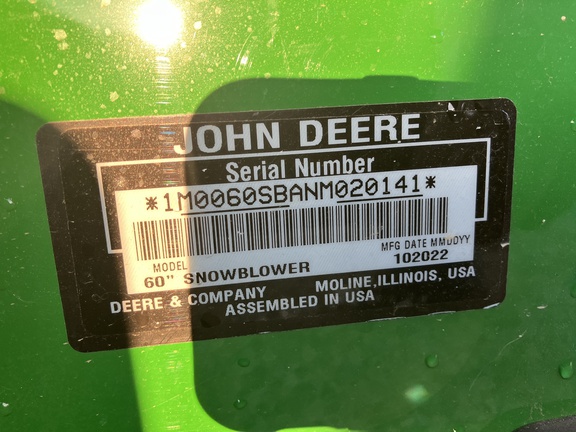 JOHN DEERE
Serial Number
*1M0060SBANM020141*
MODEL
60" SNOWBLOWER
MFG DATE MMDDYY
102022
DEERE & COMPANY
MOLINE, ILLINOIS, USA
ASSEMBLED IN USA